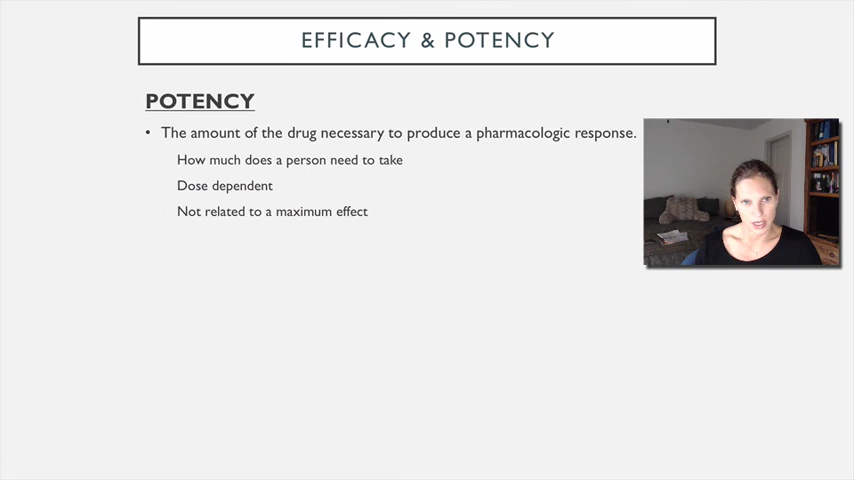 EFFICACY & POTENCY
POTENCY
• The amount of the drug necessary to produce a pharmacologic response.
How much does a person need to take
Dose dependent
Not related to a maximum effect